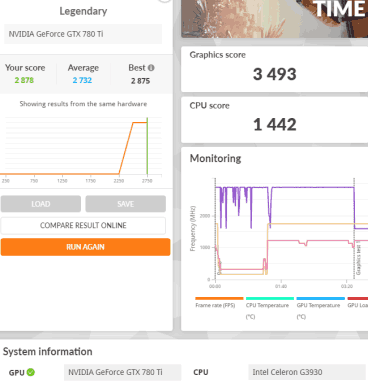 Legendary
TIME
NVIDIA GeForce GTX 780 Ti
Your score
Average
Best
2 878
2 732
2 875
Showing results from the same hardware
250
750
1250
1750
2250
2750
LOAD
SAVE
COMPARE RESULT ONLINE
RUN AGAIN
Graphics score
3 493
CPU score
1 442
Monitoring
Frequency (MHz)
2000
1000
0
Graphics test
00:00
01:40
03:20
Frame rate (FPS)
CPU Temperature
(°C)
GPU Temperature
(°C)
GPU Loa
System information
GPU
NVIDIA GeForce GTX 780 Ti
CPU
Intel Celeron G3930